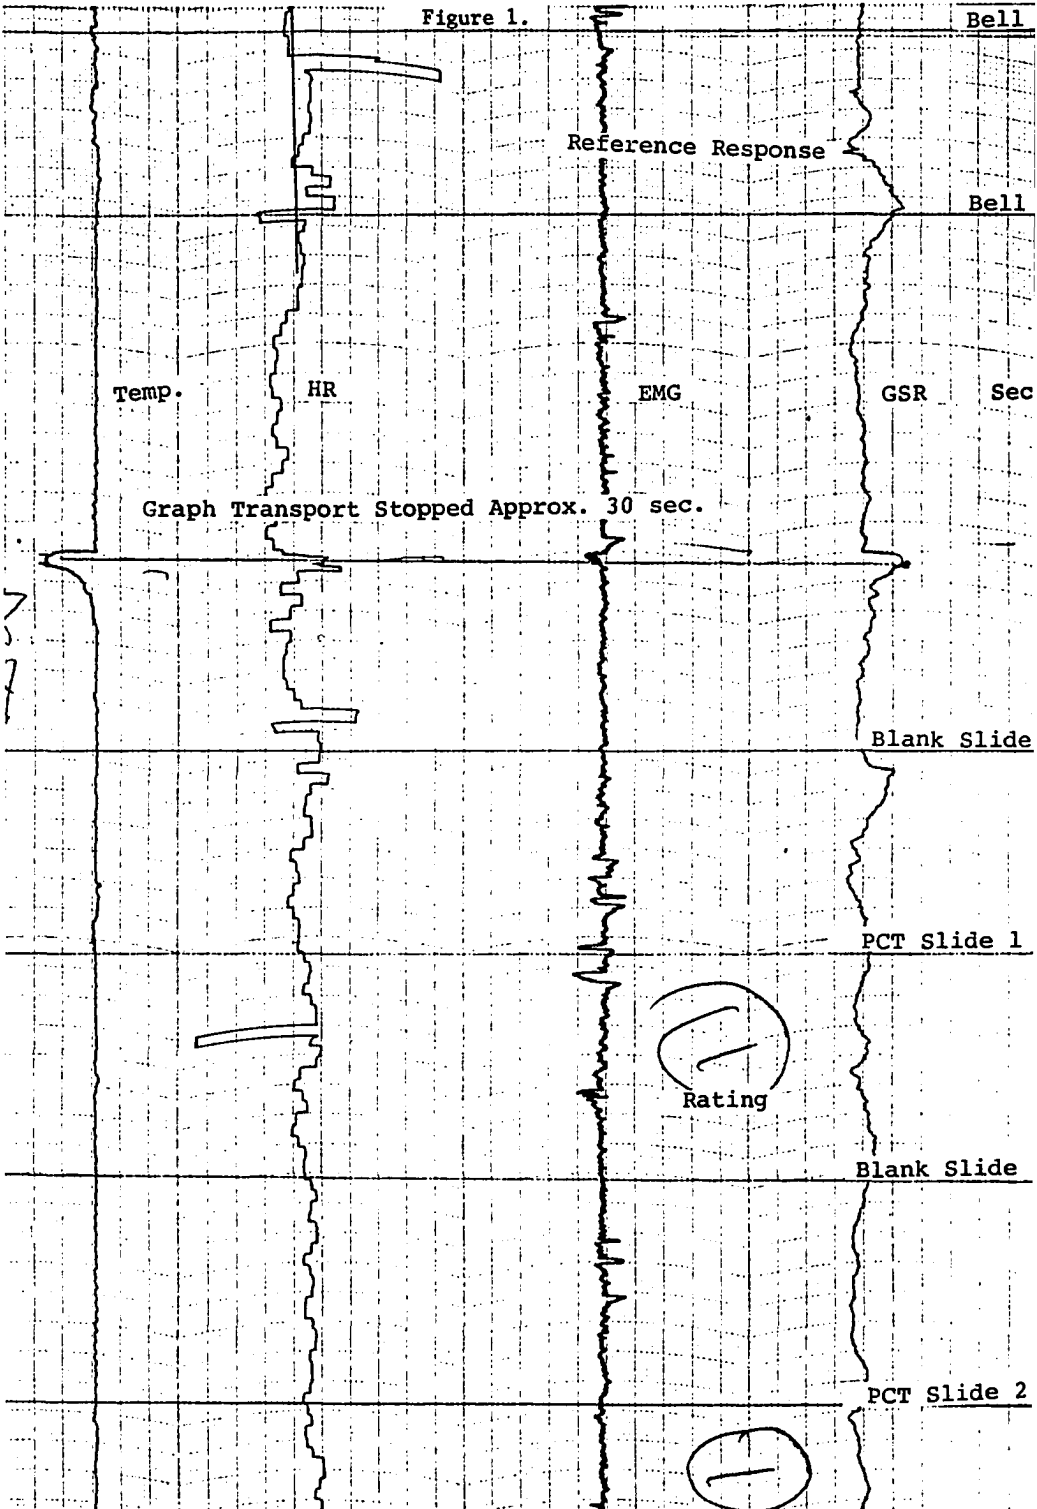 Figure 1.
Bell
Reference Response
Bell
Temp. HR EMG GSR Sec
Graph Transport Stopped Approx. 30 sec.
Blank Slide
PCT Slide 1
Rating
Blank Slide
PCT Slide 2